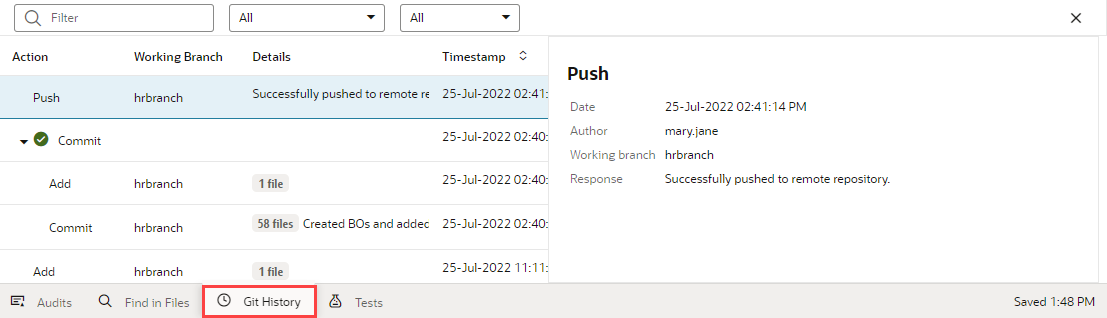 Filter All All
Action Working Branch Details Timestamp
Push hrbranch Successfully pushed to remote re 25-Jul-2022 02:41:
Commit 25-Jul-2022 02:40:
Add hrbranch 1 file 25-Jul-2022 02:40:
Commit hrbranch 58 files Created BOs and added 25-Jul-2022 02:40:
Add hrbranch 1 file 25-Jul-2022 11:11:
Push
Date 25-Jul-2022 02:41:14 PM
Author mary.jane
Working branch hrbranch
Response Successfully pushed to remote repository.
Audits Find in Files Git History Tests Saved 1:48 PM